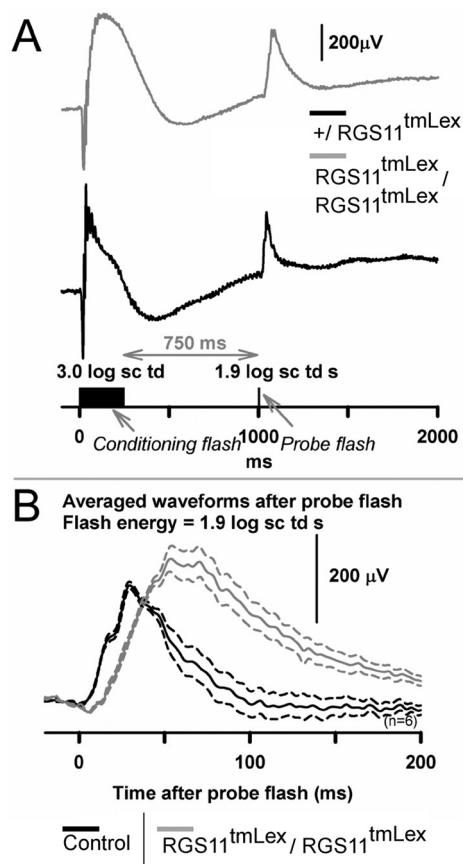 A
200μV
+/ RGS11tmLex
RGS11tmLex /
RGS11tmLex
750 ms
3.0 log sc td 1.9 log sc td s
Conditioning flash Probe flash
0 1000 2000
ms
B
Averaged waveforms after probe flash
Flash energy = 1.9 log sc td s
200 μV
(n=6)
0 100 200
Time after probe flash (ms)
Control RGS11tmLex / RGS11tmLex